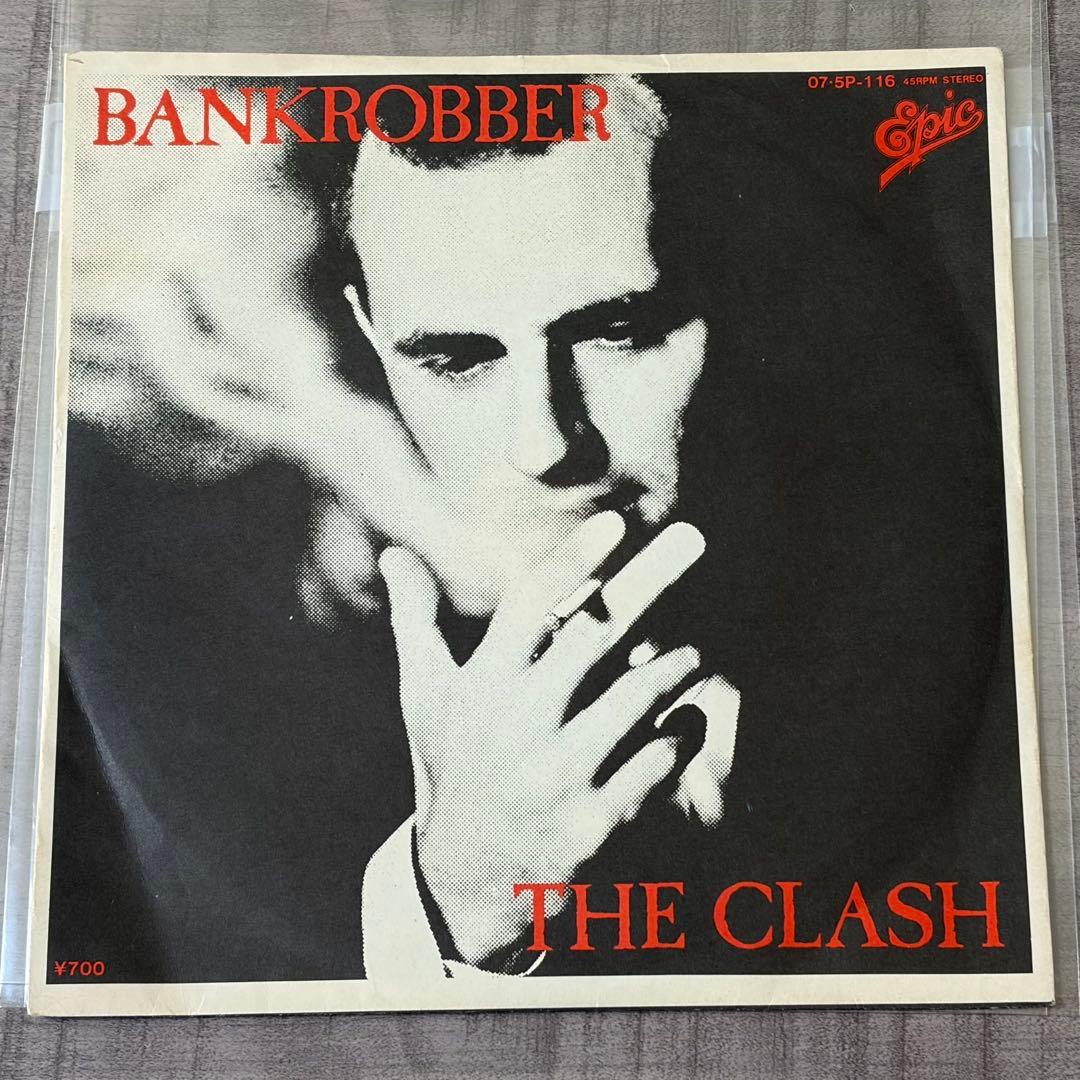 BANKROBBER
07·5P-116 45RPM STEREO
Epic
THE CLASH
¥700